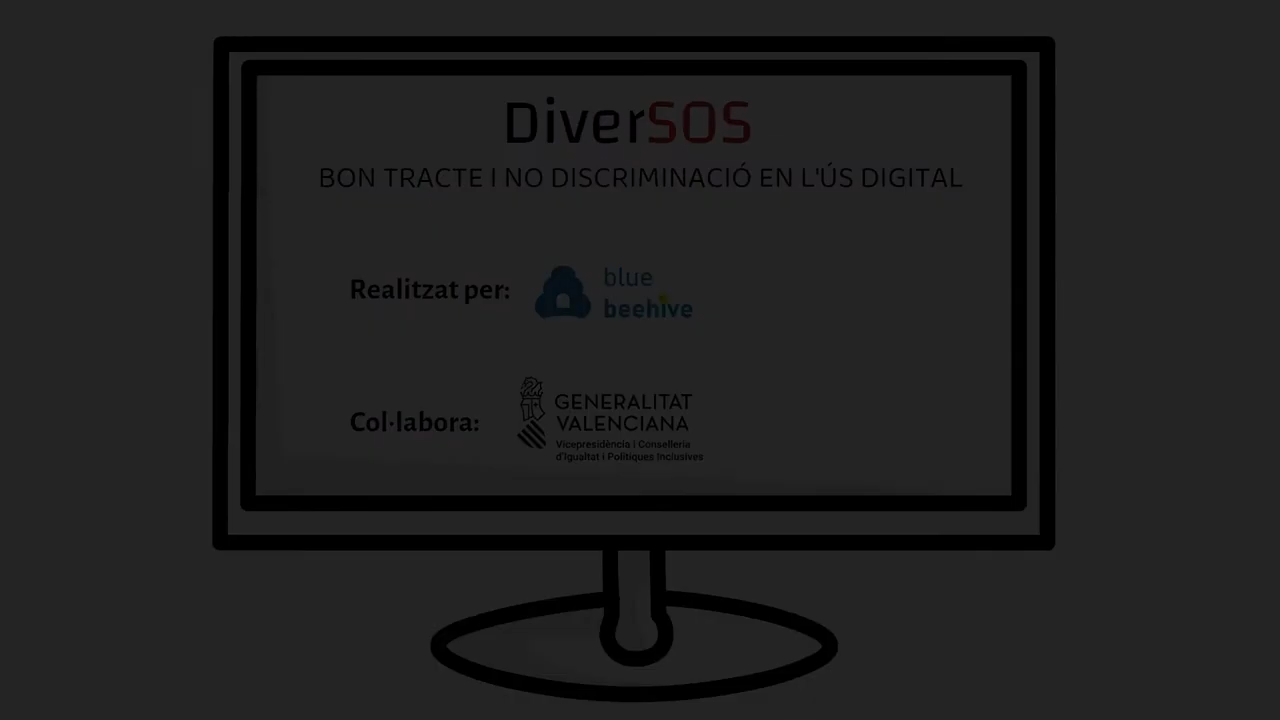 DiverSOS
BON TRACTE I NO DISCRIMINACIÓ EN L'ÚS DIGITAL
Realitzat per:
blue
beehive
Col·labora:
GENERALITAT
VALENCIANA
Vicepresidència i Conselleria
d'Igualtat i Polítiques Inclusives